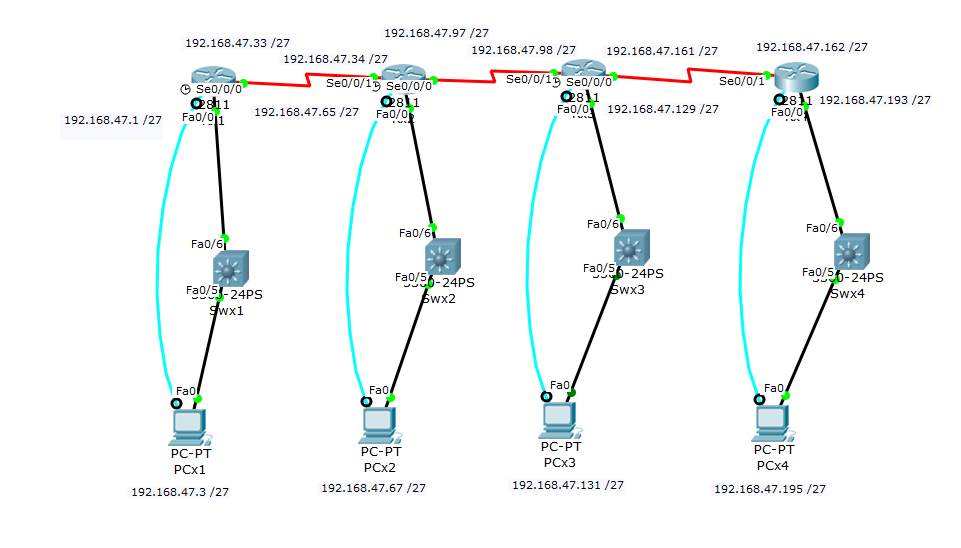 192.168.47.33 /27
192.168.47.97 /27
192.168.47.34 /27
192.168.47.98 /27
192.168.47.161 /27
192.168.47.162 /27
Se0/0/0
Se0/0/1
Se0/0/0
Se0/0/1
Se0/0/0
Se0/0/1
2811
2811
2811
2811
192.168.47.1 /27
Fa0/0
192.168.47.65 /27
Fa0/0
192.168.47.129 /27
Fa0/0
192.168.47.193 /27
Fa0/0
Fa0/6
Fa0/6
Fa0/6
Fa0/6
Fa0/5
Fa0/5
Fa0/5
Fa0/5
-24PS
-24PS
-24PS
-24PS
Swx1
Swx2
Swx3
Swx4
Fa0
Fa0
Fa0
Fa0
PC-PT
PCx1
PC-PT
PCx2
PC-PT
PCx3
PC-PT
PCx4
192.168.47.3 /27
192.168.47.67 /27
192.168.47.131 /27
192.168.47.195 /27